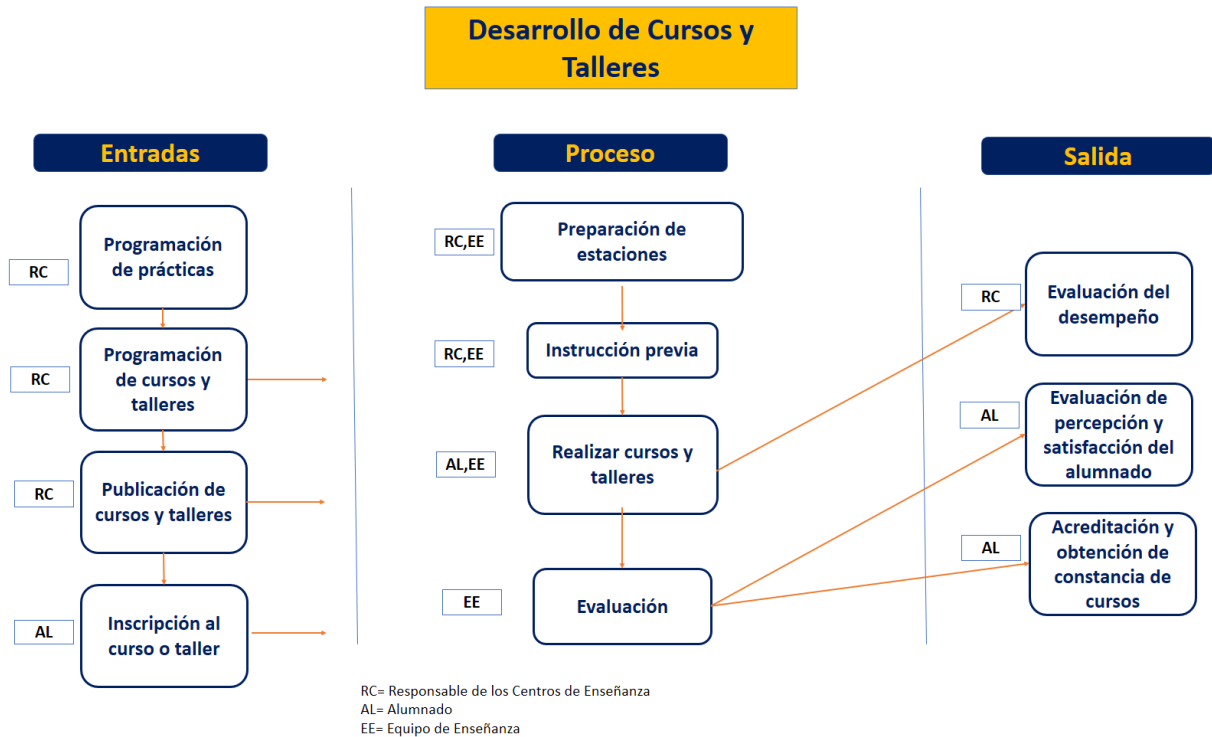 Desarrollo de Cursos y
Talleres
Entradas
RC
Programación
de prácticas
RC
Programación
de cursos y
talleres
RC
Publicación de
cursos y talleres
AL
Inscripción al
curso o taller
Proceso
RC,EE
Preparación de
estaciones
RC,EE
Instrucción previa
AL,EE
Realizar cursos y
talleres
EE
Evaluación
Salida
RC
Evaluación del
desempeño
AL
Evaluación de
percepción y
satisfacción del
alumnado
AL
Acreditación y
obtención de
constancia de
cursos
RC= Responsable de los Centros de Enseñanza
AL= Alumnado
EE= Equipo de Enseñanza